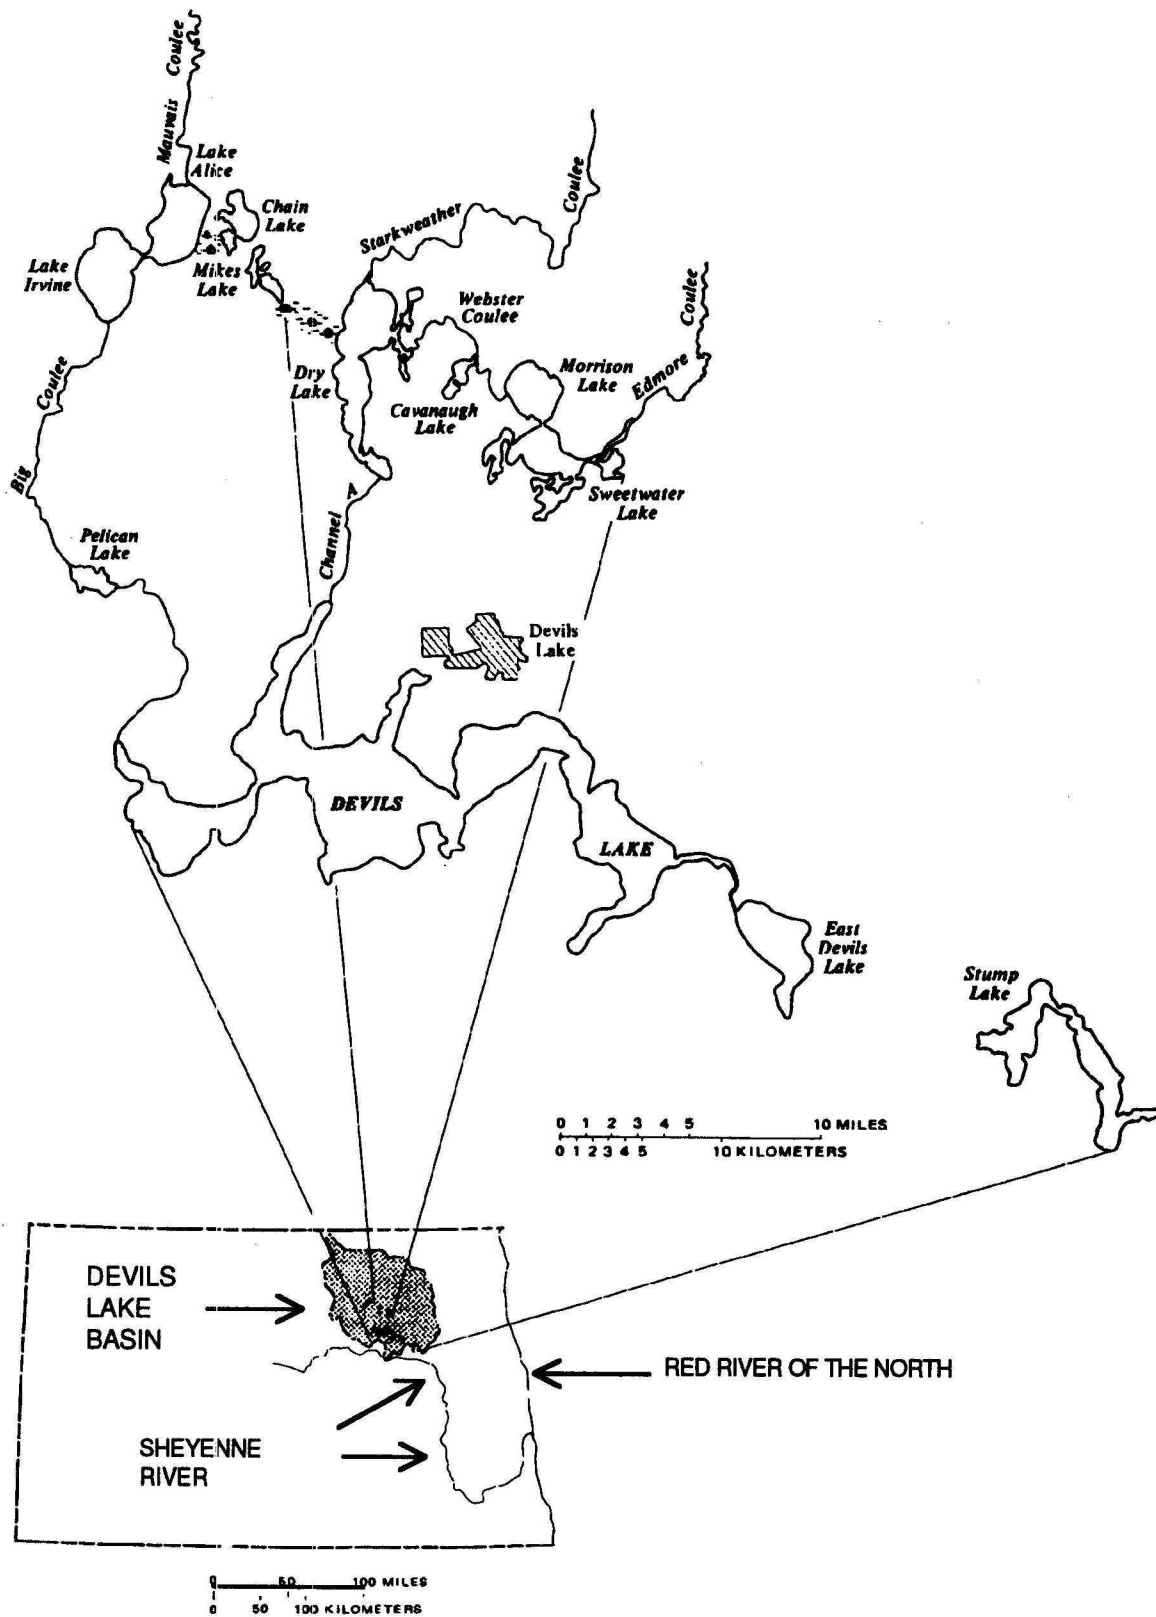 Mauvais Coulee
Lake
Alice
Chain
Lake
Starkweather Coulee
Lake
Irvine
Mikes
Lake
Webster
Coulee
Coulee
Edmore
Morrison
Lake
Dry
Lake
Cavanaugh
Lake
Big Coulee
Sweetwater
Lake
Channel A
Pelican
Lake
Devils
Lake
DEVILS
LAKE
East
Devils
Lake
Stump
Lake
0 1 2 3 4 5 10 MILES
0 1 2 3 4 5 10 KILOMETERS
DEVILS
LAKE
BASIN
RED RIVER OF THE NORTH
SHEYENNE
RIVER
0 50 100 MILES
0 50 100 KILOMETERS